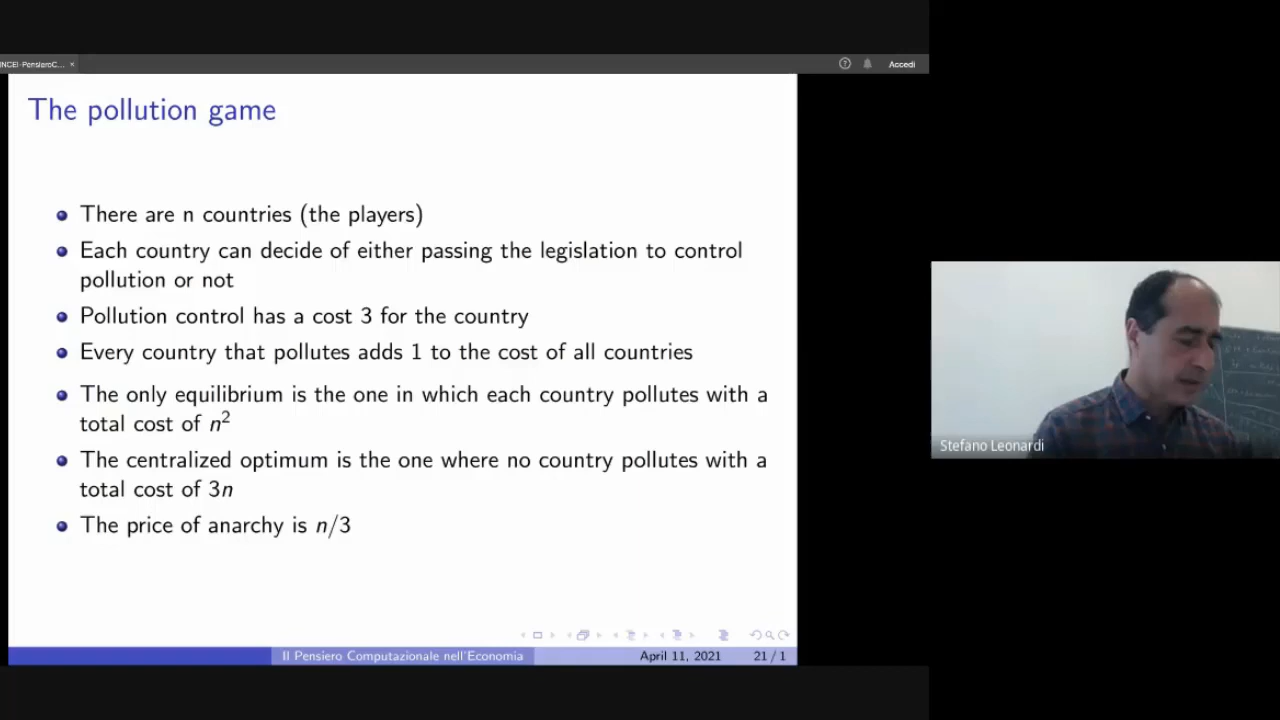 INCEI-PensieroC... ×
? Accedi
The pollution game
There are n countries (the players)
Each country can decide of either passing the legislation to control
pollution or not
Pollution control has a cost 3 for the country
Every country that pollutes adds 1 to the cost of all countries
The only equilibrium is the one in which each country pollutes with a
total cost of n²
The centralized optimum is the one where no country pollutes with a
total cost of 3n
The price of anarchy is n/3
Stefano Leonardi
Il Pensiero Computazionale nell'Economia
April 11, 2021
21 / 1